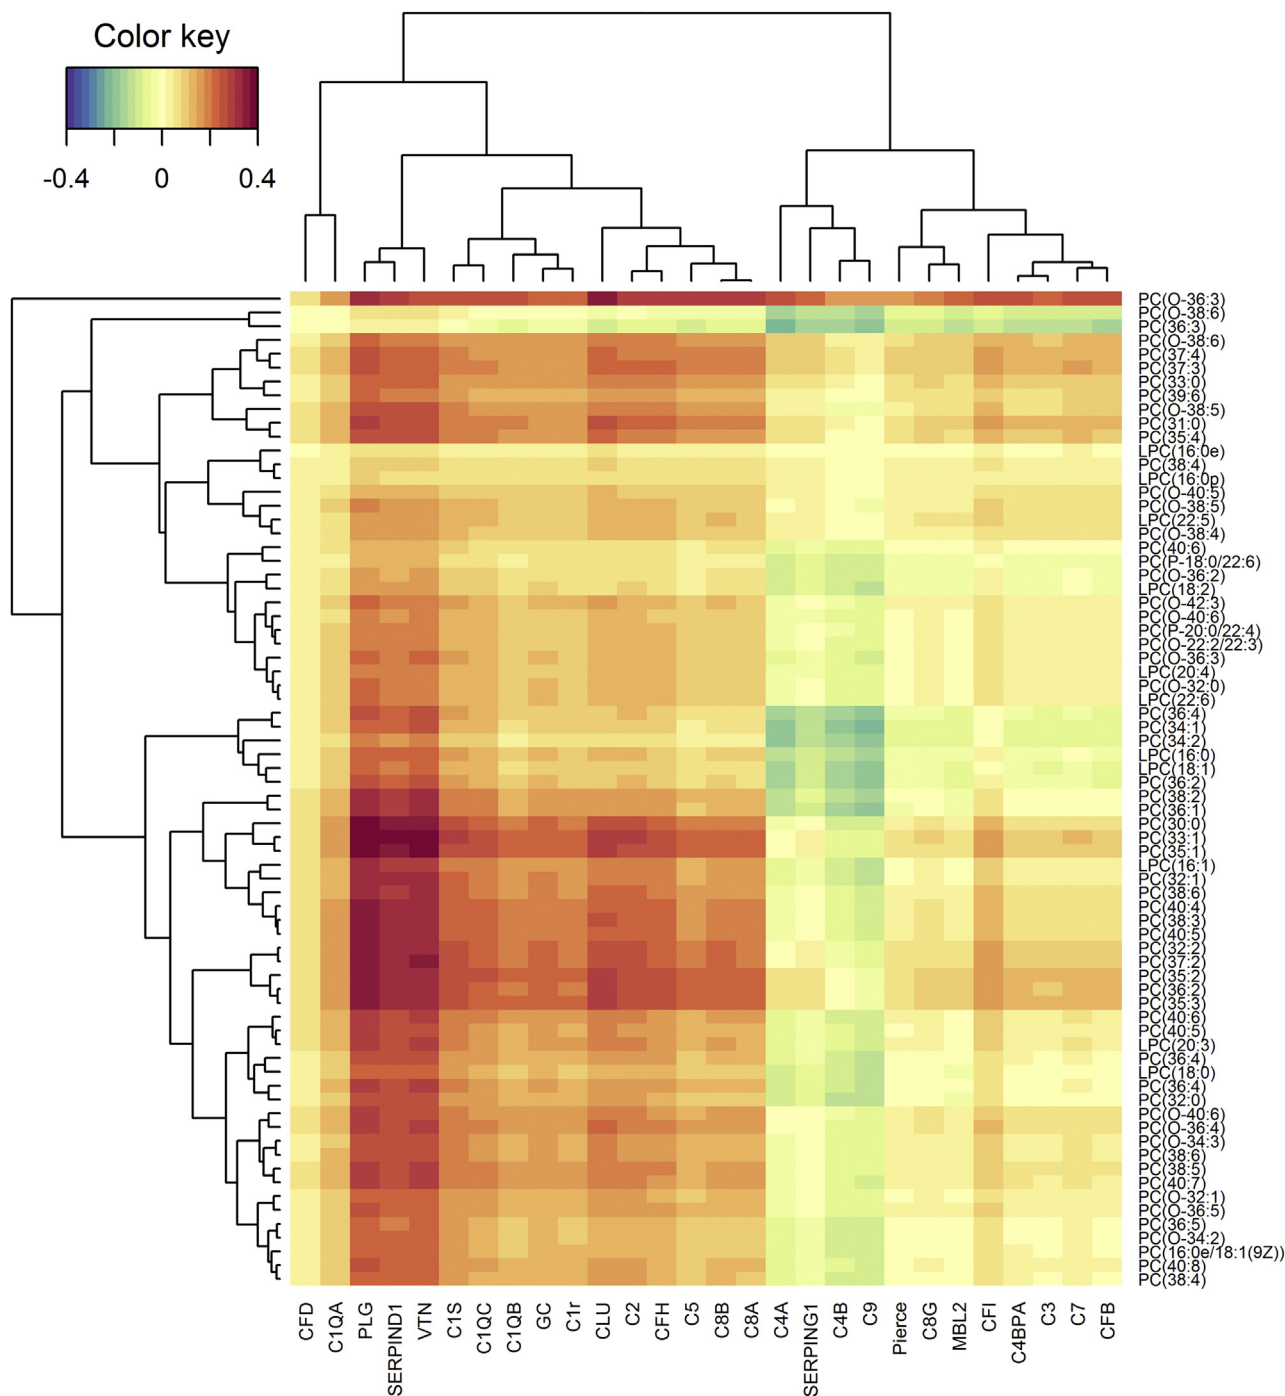 Color key
-0.4 0 0.4
PC(O-36:3)
PC(O-38:6)
PC(36:3)
PC(O-38:6)
PC(37:4)
PC(37:3)
PC(33:0)
PC(39:6)
PC(O-38:5)
PC(31:0)
PC(35:4)
LPC(16:0e)
PC(38:4)
LPC(16:0p)
PC(O-40:5)
PC(O-38:5)
LPC(22:5)
PC(O-38:4)
PC(40:6)
PC(P-18:0/22:6)
PC(O-36:2)
LPC(18:2)
PC(O-42:3)
PC(O-40:6)
PC(P-20:0/22:4)
PC(O-22:2/22:3)
PC(O-36:3)
LPC(20:4)
PC(O-32:0)
LPC(22:6)
PC(36:4)
PC(34:1)
PC(34:2)
LPC(16:0)
LPC(18:1)
PC(36:2)
PC(38:2)
PC(36:1)
PC(30:0)
PC(33:1)
PC(35:1)
LPC(16:1)
PC(32:1)
PC(38:6)
PC(40:4)
PC(38:3)
PC(40:5)
PC(32:2)
PC(37:2)
PC(35:2)
PC(36:2)
PC(35:3)
PC(40:6)
PC(40:5)
LPC(20:3)
PC(36:4)
LPC(18:0)
PC(36:4)
PC(32:0)
PC(O-40:6)
PC(O-36:4)
PC(O-34:3)
PC(38:6)
PC(38:5)
PC(40:7)
PC(O-32:1)
PC(O-36:5)
PC(36:5)
PC(O-34:2)
PC(16:0e/18:1(9Z))
PC(40:8)
PC(38:4)
CFD
C1QA
PLG
SERPIND1
VTN
C1S
C1QC
C1QB
GC
C1r
CLU
C2
CFH
C5
C8B
C8A
C4A
SERPING1
C4B
C9
Pierce
C8G
MBL2
CFI
C4BPA
C3
C7
CFB